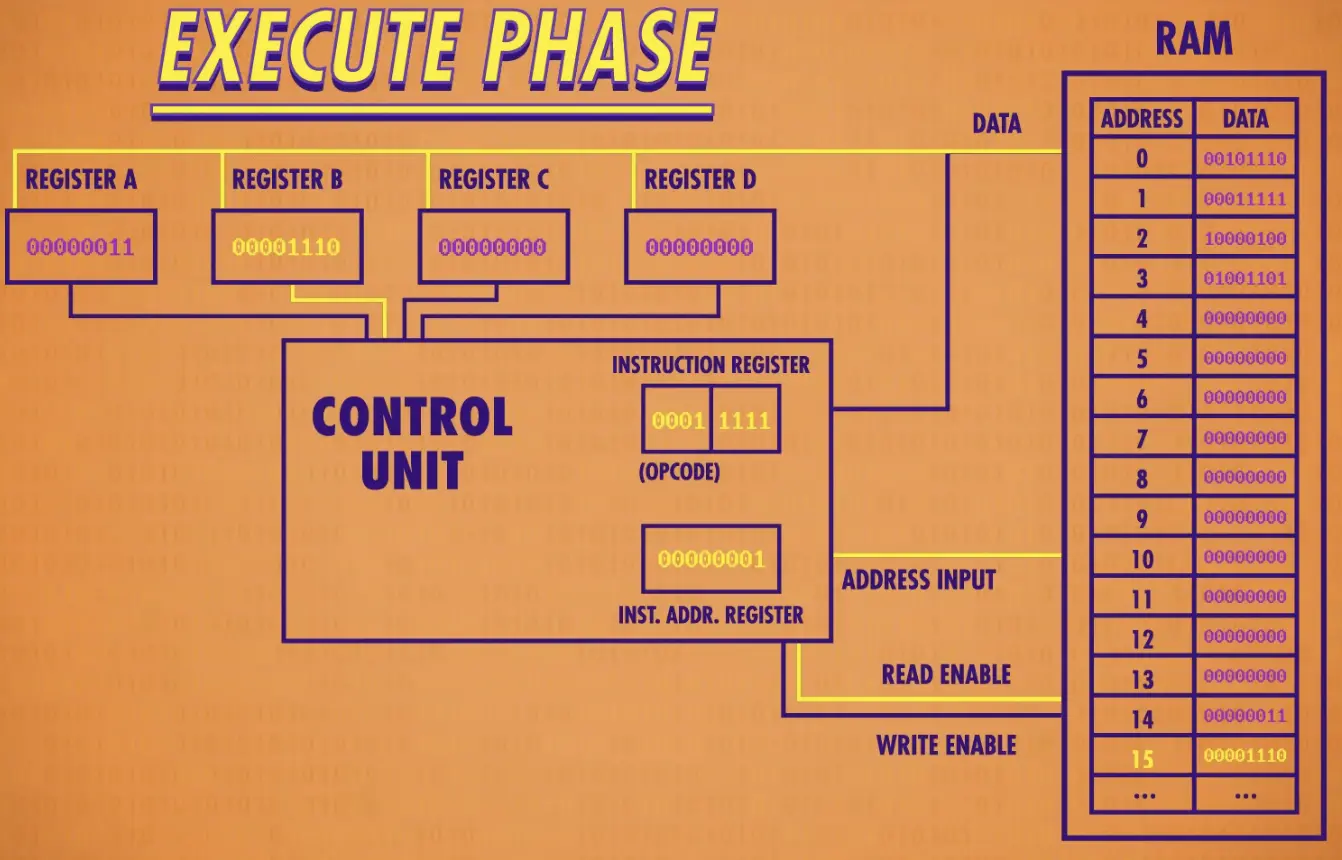 EXECUTE PHASE
RAM
DATA
REGISTER A
REGISTER B
REGISTER C
REGISTER D
00000011
00001110
00000000
00000000
CONTROL
UNIT
INSTRUCTION REGISTER
0001 1111
(OPCODE)
00000001
INST. ADDR. REGISTER
ADDRESS INPUT
READ ENABLE
WRITE ENABLE
ADDRESS DATA
0 00101110
1 00011111
2 10000100
3 01001101
4 00000000
5 00000000
6 00000000
7 00000000
8 00000000
9 00000000
10 00000000
11 00000000
12 00000000
13 00000000
14 00000011
15 00001110
... ...